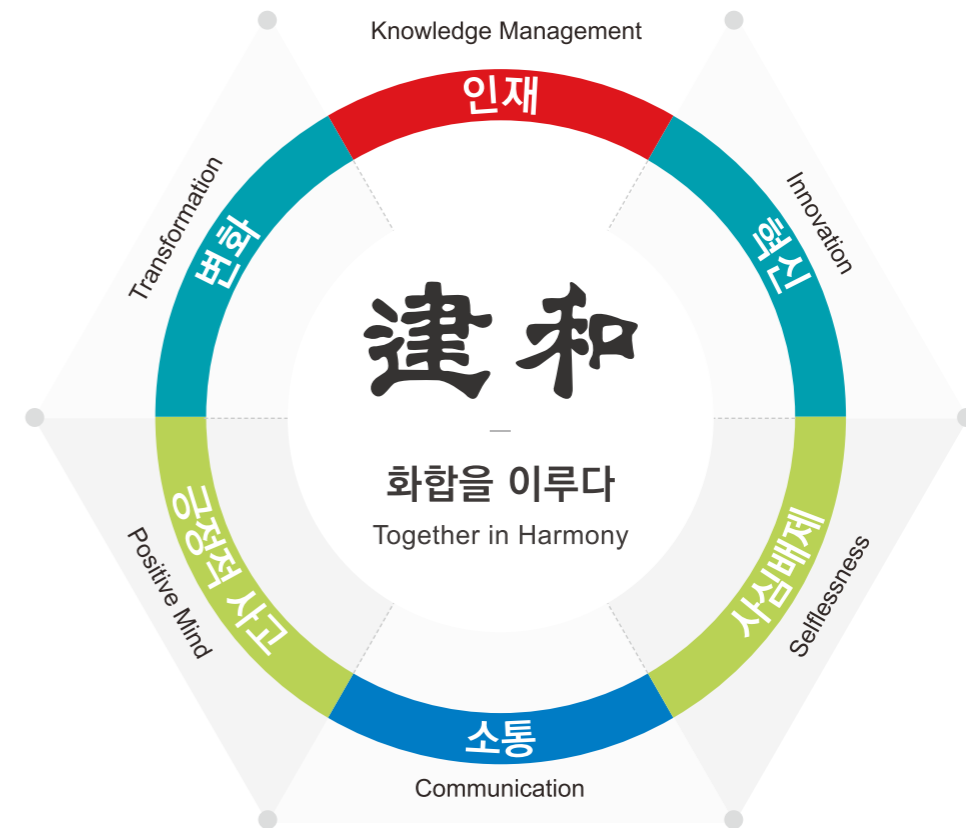 Knowledge Management
인재
Transformation
변화
Innovation
혁신
建和
화합을 이루다
Together in Harmony
긍정적 사고
Positive Mind
사심배제
Selflessness
소통
Communication